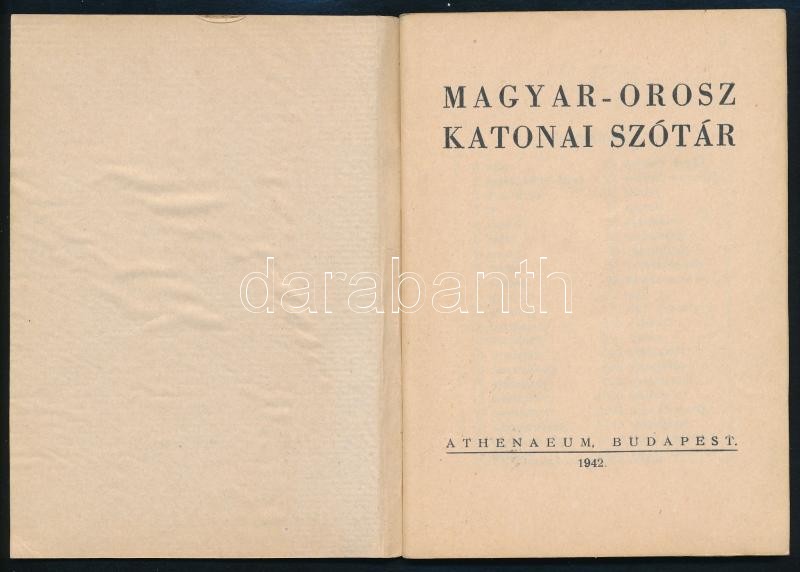 MAGYAR-OROSZ
KATONAI SZÓTÁR
darabanth
ATHENAEUM, BUDAPEST.
1942.